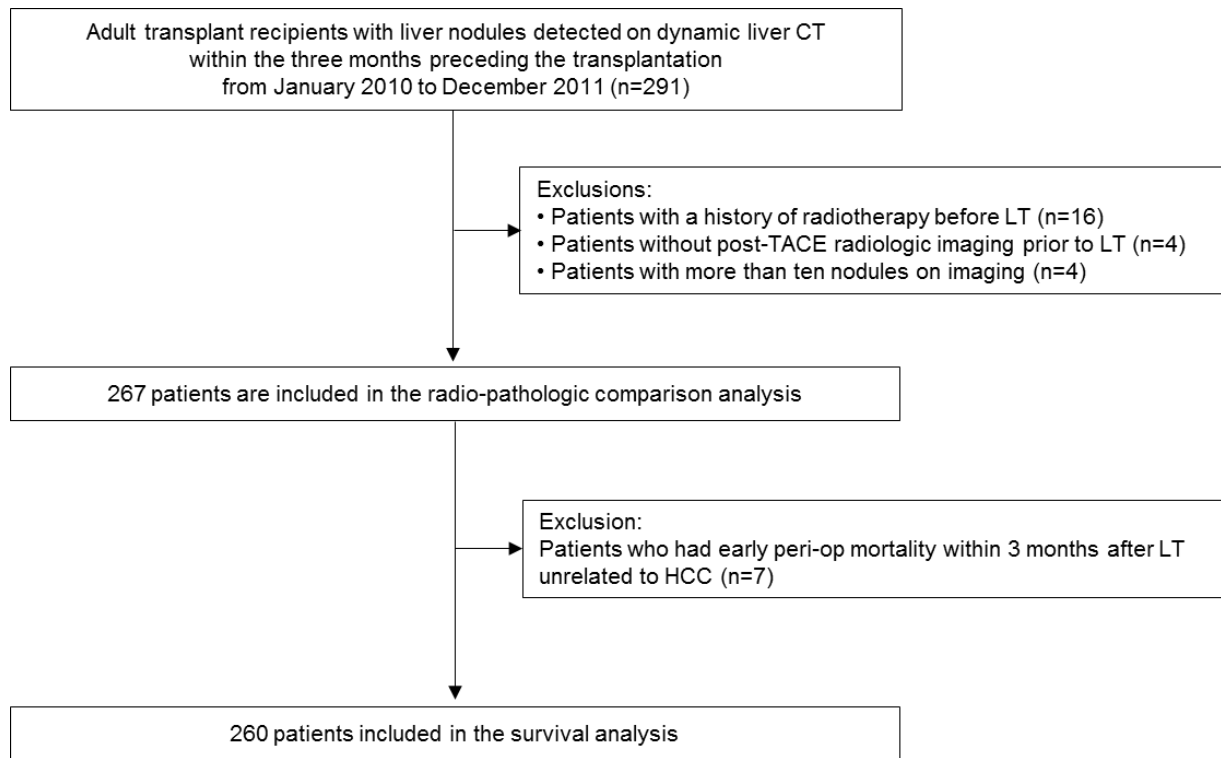 Adult transplant recipients with liver nodules detected on dynamic liver CT
within the three months preceding the transplantation
from January 2010 to December 2011 (n=291)
Exclusions:
• Patients with a history of radiotherapy before LT (n=16)
• Patients without post-TACE radiologic imaging prior to LT (n=4)
• Patients with more than ten nodules on imaging (n=4)
267 patients are included in the radio-pathologic comparison analysis
Exclusion:
Patients who had early peri-op mortality within 3 months after LT
unrelated to HCC (n=7)
260 patients included in the survival analysis